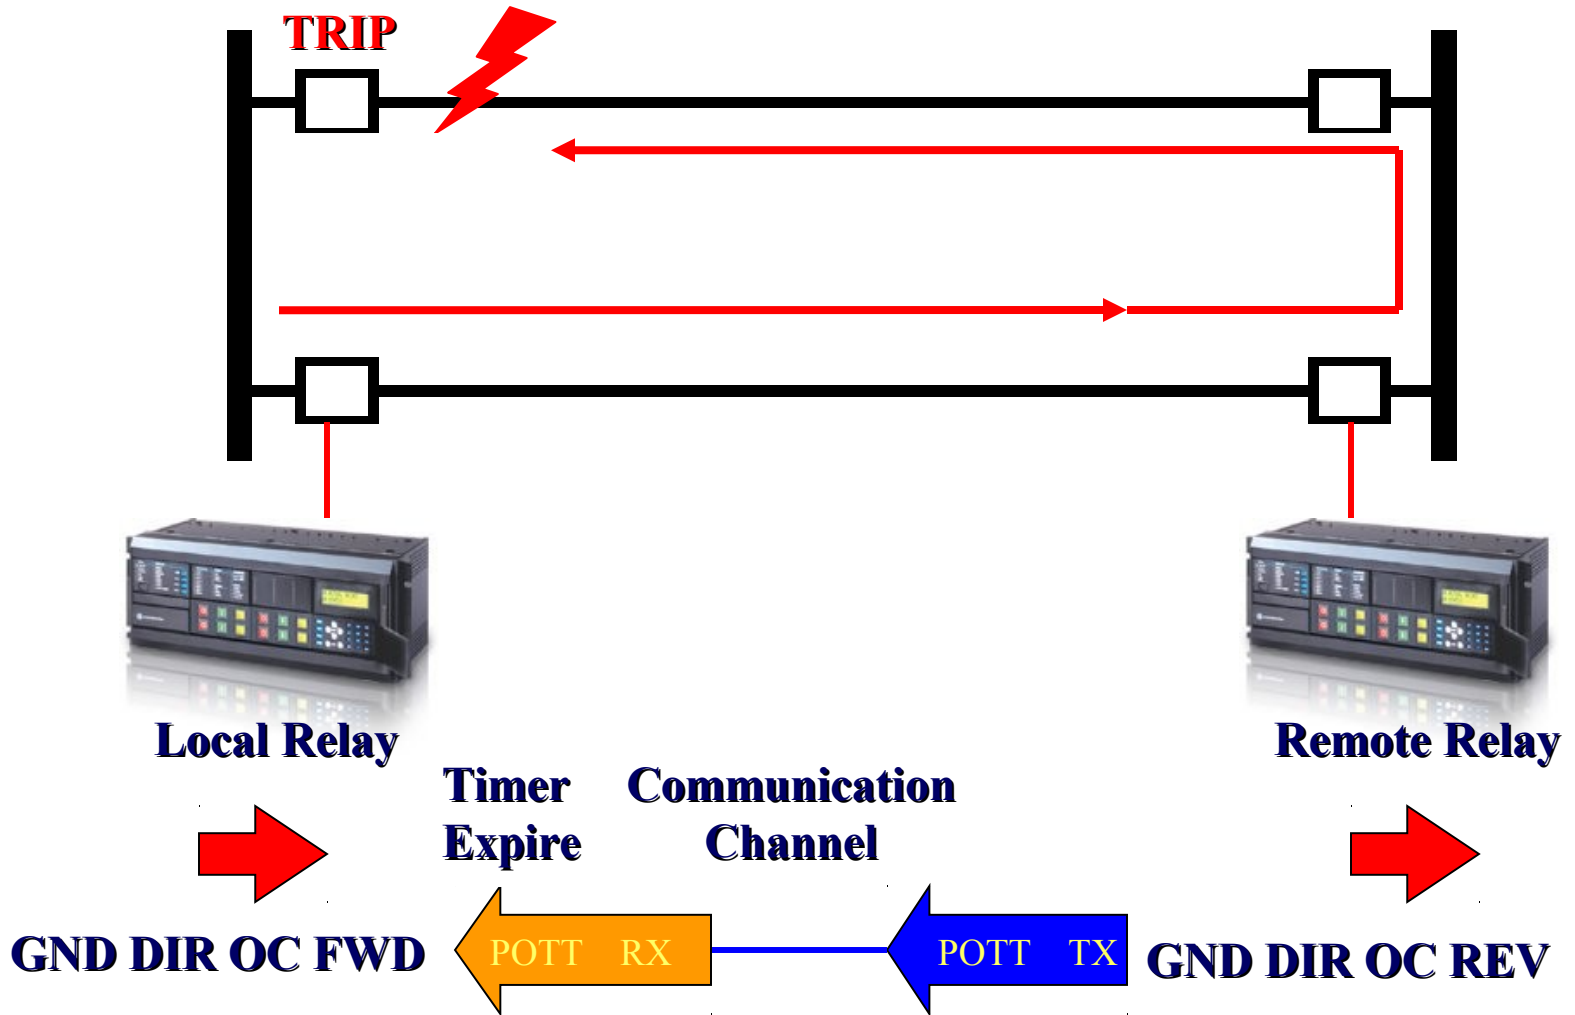 TRIP
Local Relay
Remote Relay
Timer
Expire
Communication
Channel
GND DIR OC FWD
POTT RX
POTT TX
GND DIR OC REV